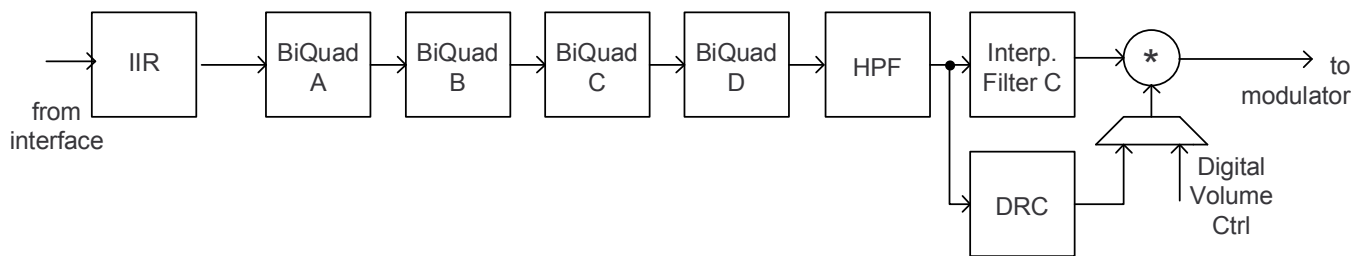 from
interface
IIR
BiQuad
A
BiQuad
B
BiQuad
C
BiQuad
D
HPF
Interp.
Filter C
*
to
modulator
DRC
Digital
Volume
Ctrl